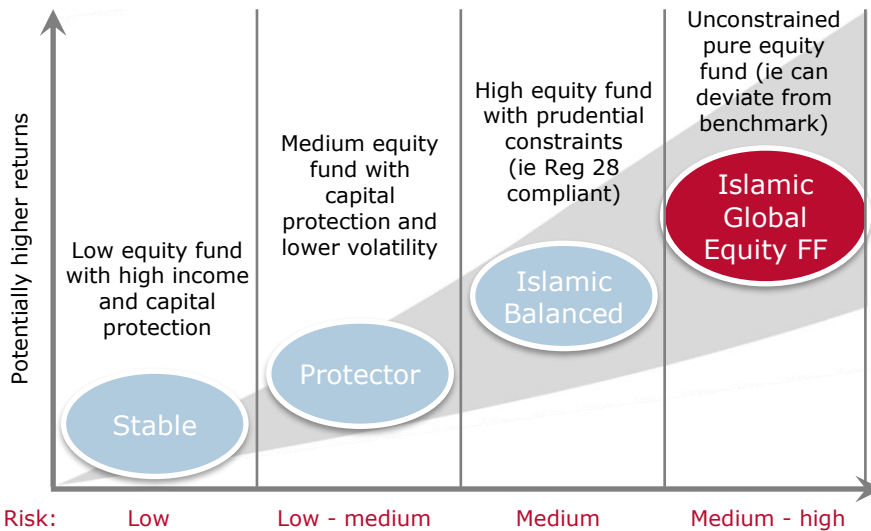 Potentially higher returns
Low equity fund
with high income
and capital
protection
Stable
Medium equity
fund with
capital
protection and
lower volatility
Protector
High equity fund
with prudential
constraints
(ie Reg 28
compliant)
Islamic
Balanced
Unconstrained
pure equity
fund (ie can
deviate from
benchmark)
Islamic
Global
Equity FF
Risk: Low Low - medium Medium Medium - high